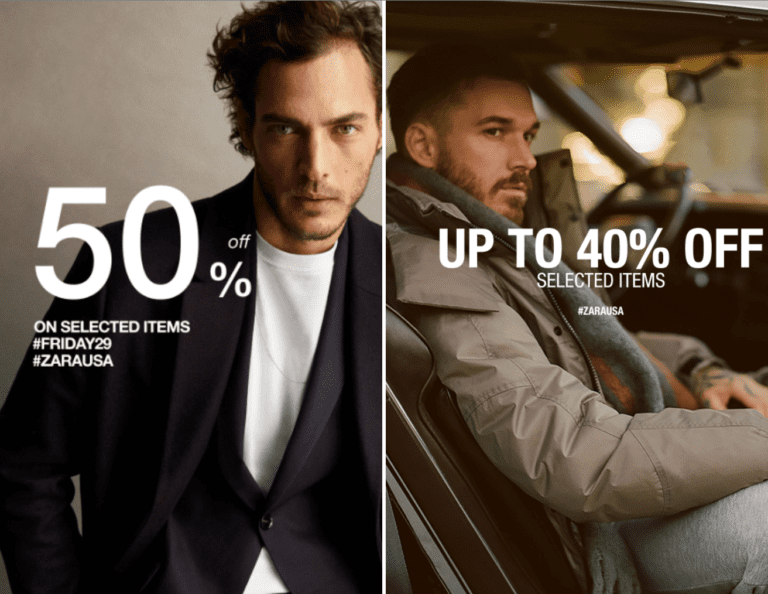 50
off
%
ON SELECTED ITEMS
#FRIDAY29
#ZARAUSA
UP TO 40% OFF
SELECTED ITEMS
#ZARAUSA